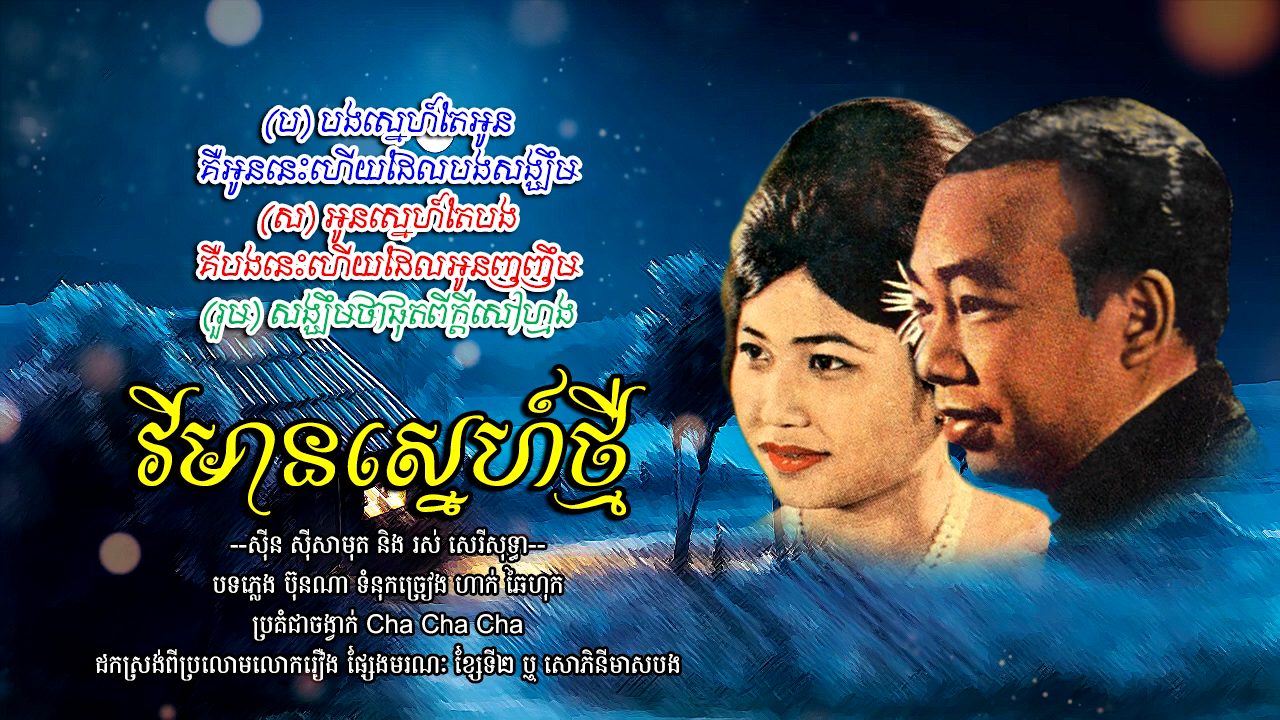 (ប) បងស្នេហ៍តែអូន
គឺអូននេះហើយដែលបងសង្ឃឹម
(ស) អូនស្នេហ៍តែបង
គឺបងនេះហើយដែលអូនញញឹម
(រួម) សង្ឃឹមថាផុតពីក្ដីសៅហ្មង
វិមានស្នេហ៍ថ្មី
--ស៊ីន ស៊ីសាមុត និង រស់ សេរីសុទ្ធា--
បទភ្លេង ប៊ុនណា ទំនុកច្រៀង ហាក់ ឆៃហុក
ប្រគំជាចង្វាក់ Cha Cha Cha
ដកស្រង់ពីប្រលោមលោករឿង ផ្សែងមរណៈ ខ្សែទី២ ឬ សោភិនីមាសបង